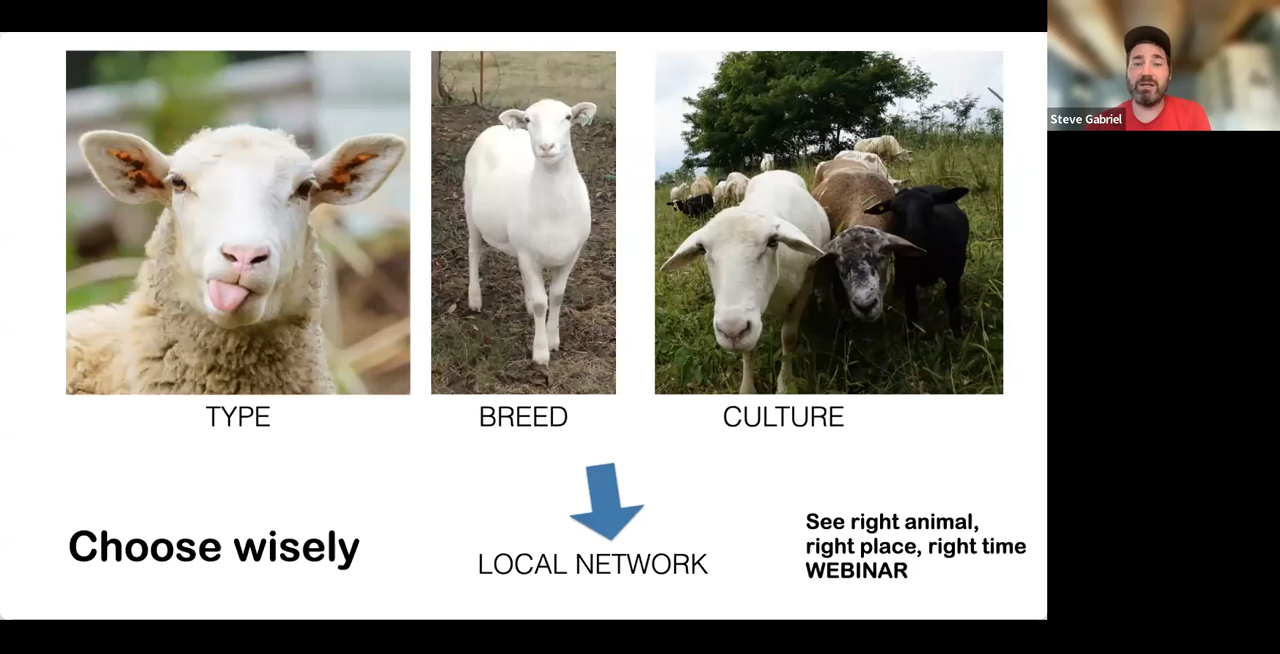 Steve Gabriel
TYPE
BREED
CULTURE
Choose wisely
LOCAL NETWORK
See right animal,
right place, right time
WEBINAR